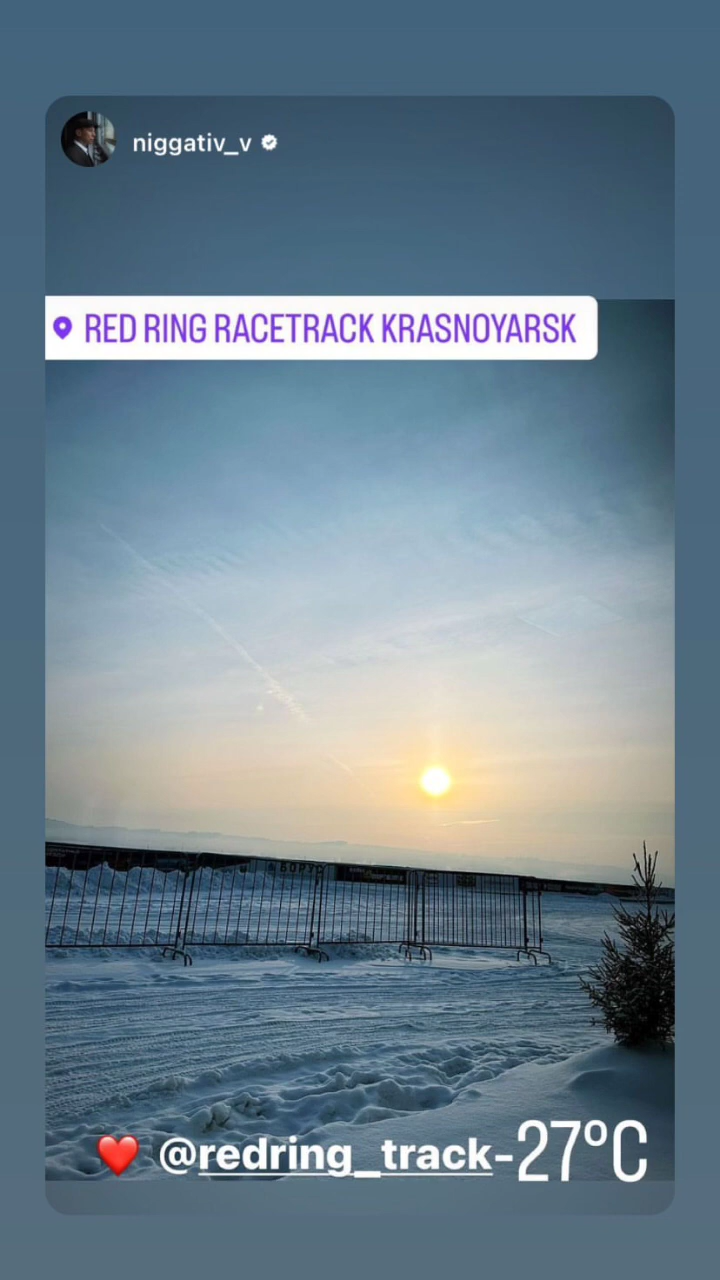 niggativ_v
RED RING RACETRACK KRASNOYARSK
❤️ @redring_track-27°C